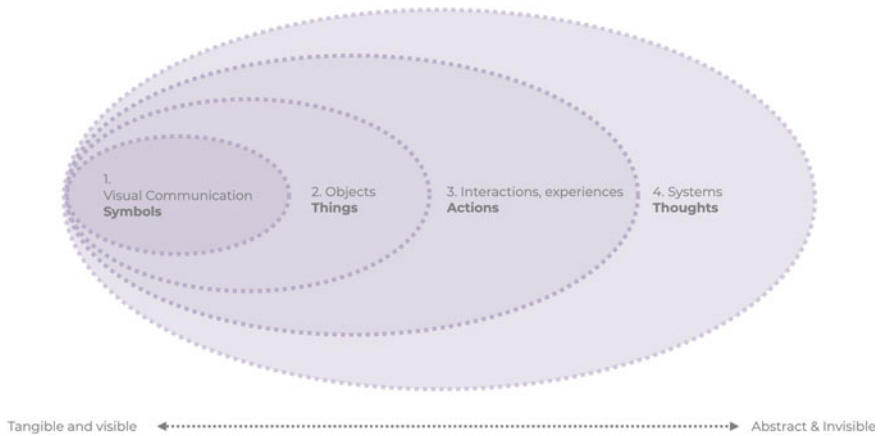 1.
Visual Communication
Symbols
2. Objects
Things
3. Interactions, experiences
Actions
4. Systems
Thoughts
Tangible and visible
Abstract & Invisible